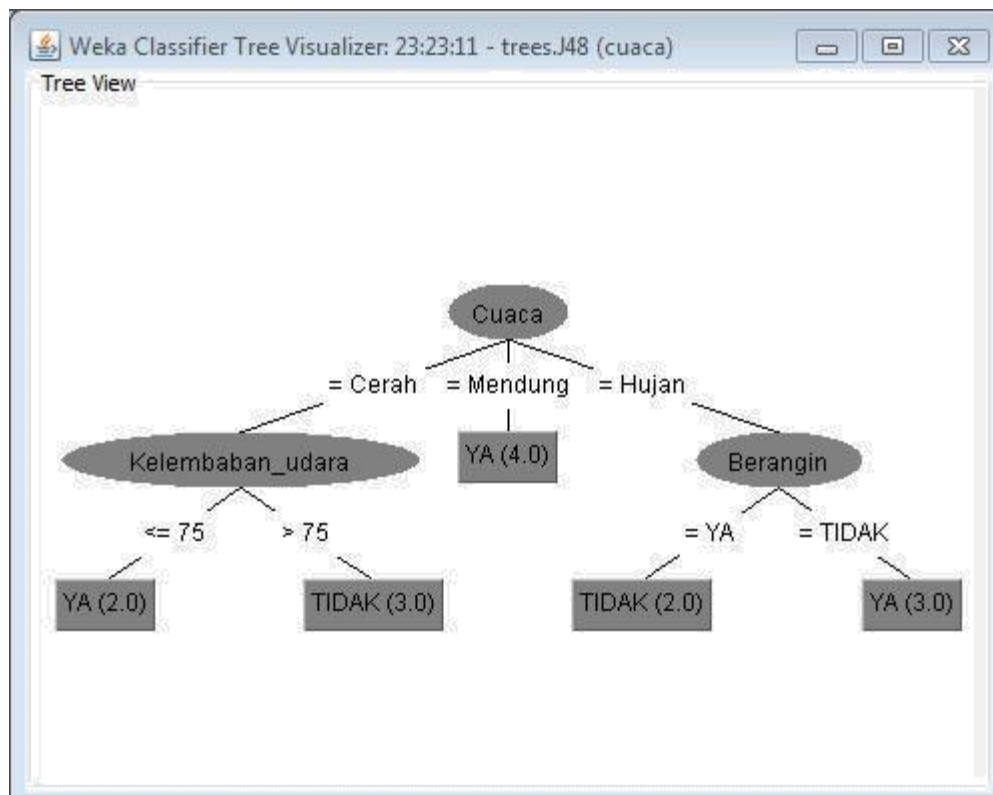 Weka Classifier Tree Visualizer: 23:23:11 - trees.J48 (cuaca)
Tree View
Cuaca
= Cerah = Mendung = Hujan
Kelembaban_udara YA (4.0) Berangin
<= 75 > 75 = YA = TIDAK
YA (2.0) TIDAK (3.0) TIDAK (2.0) YA (3.0)